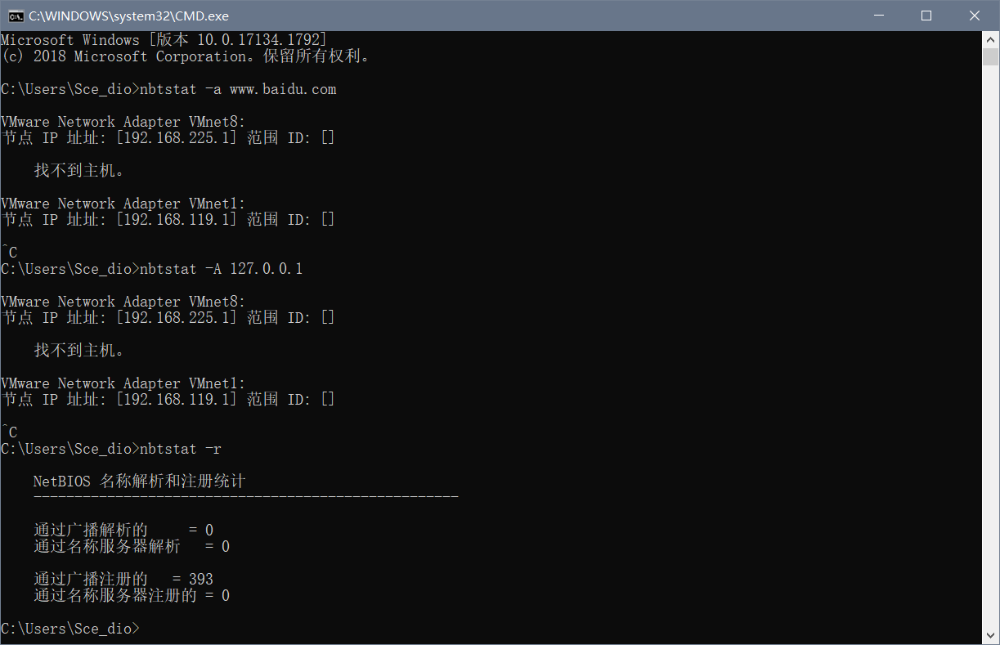 C:\WINDOWS\system32\CMD.exe
Microsoft Windows [版本 10.0.17134.1792]
(c) 2018 Microsoft Corporation。保留所有权利。
C:\Users\Sce_dio>nbtstat -a www.baidu.com
VMware Network Adapter VMnet8:
节点 IP 址址: [192.168.225.1] 范围 ID: []
找不到主机。
VMware Network Adapter VMnet1:
节点 IP 址址: [192.168.119.1] 范围 ID: []
^C
C:\Users\Sce_dio>nbtstat -A 127.0.0.1
VMware Network Adapter VMnet8:
节点 IP 址址: [192.168.225.1] 范围 ID: []
找不到主机。
VMware Network Adapter VMnet1:
节点 IP 址址: [192.168.119.1] 范围 ID: []
^C
C:\Users\Sce_dio>nbtstat -r
NetBIOS 名称解析和注册统计
----------------------------------------------------
通过广播解析的     = 0
通过名称服务器解析   = 0
通过广播注册的   = 393
通过名称服务器注册的 = 0
C:\Users\Sce_dio>